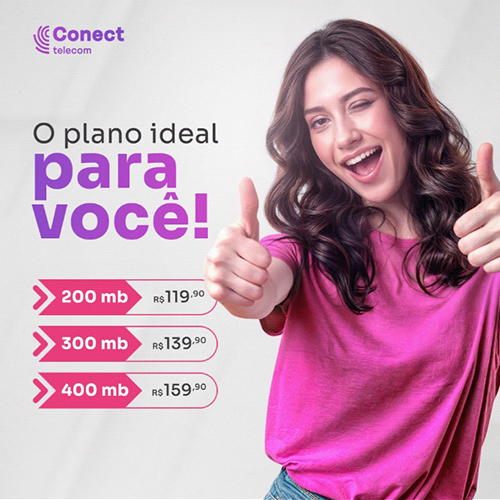 Conect
telecom
O plano ideal
para
você!
200 mb R$119,90
300 mb R$139,90
400 mb R$159,90